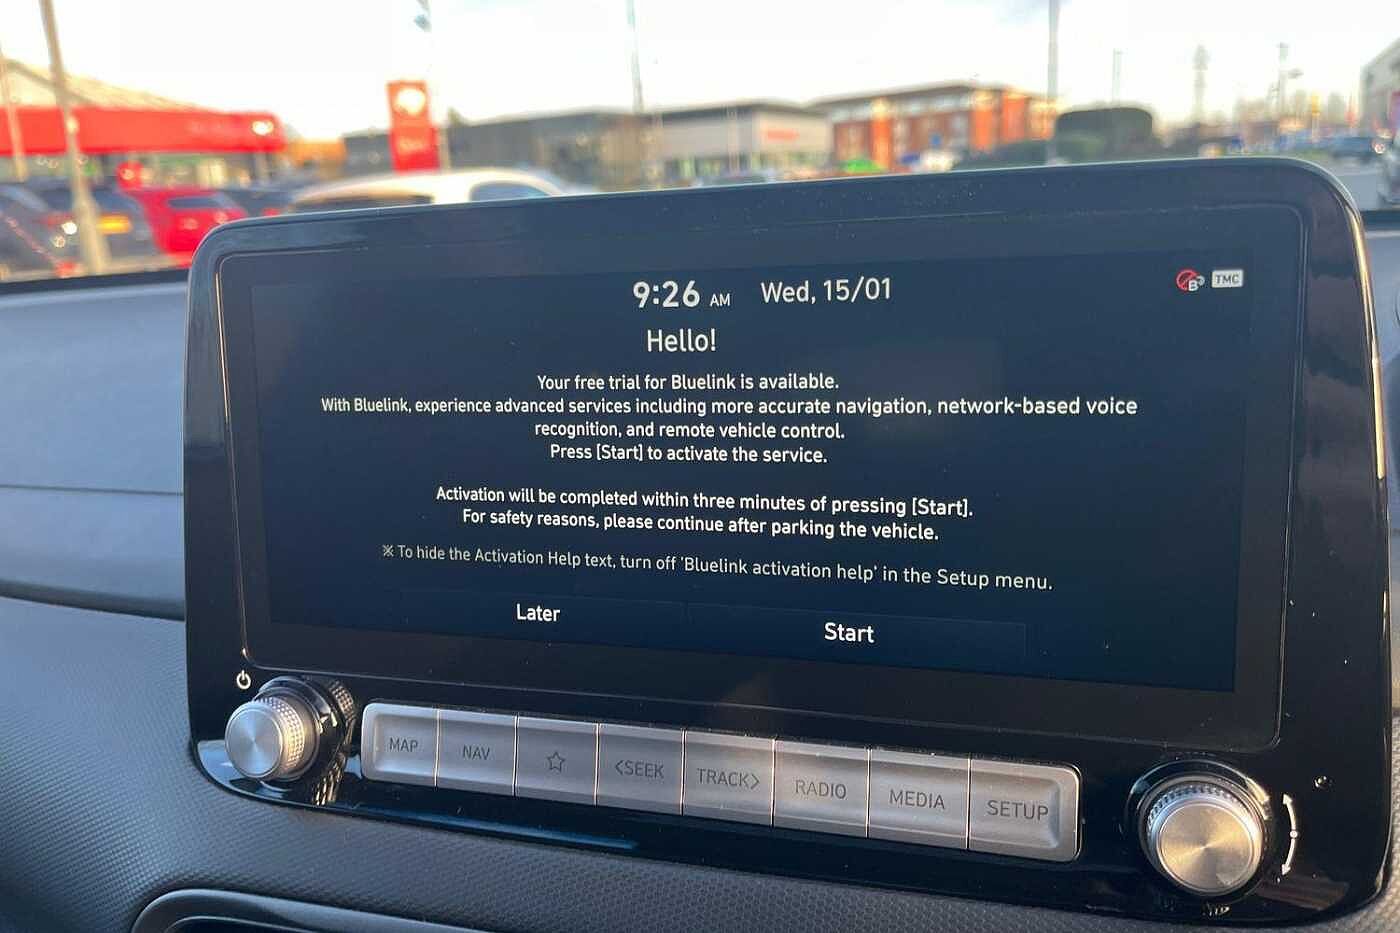 9:26 AM Wed, 15/01
B TMC
Hello!
Your free trial for Bluelink is available.
With Bluelink, experience advanced services including more accurate navigation, network-based voice
recognition, and remote vehicle control.
Press [Start] to activate the service.
Activation will be completed within three minutes of pressing [Start].
For safety reasons, please continue after parking the vehicle.
※ To hide the Activation Help text, turn off 'Bluelink activation help' in the Setup menu.
Later Start
MAP NAV <SEEK TRACK> RADIO MEDIA SETUP